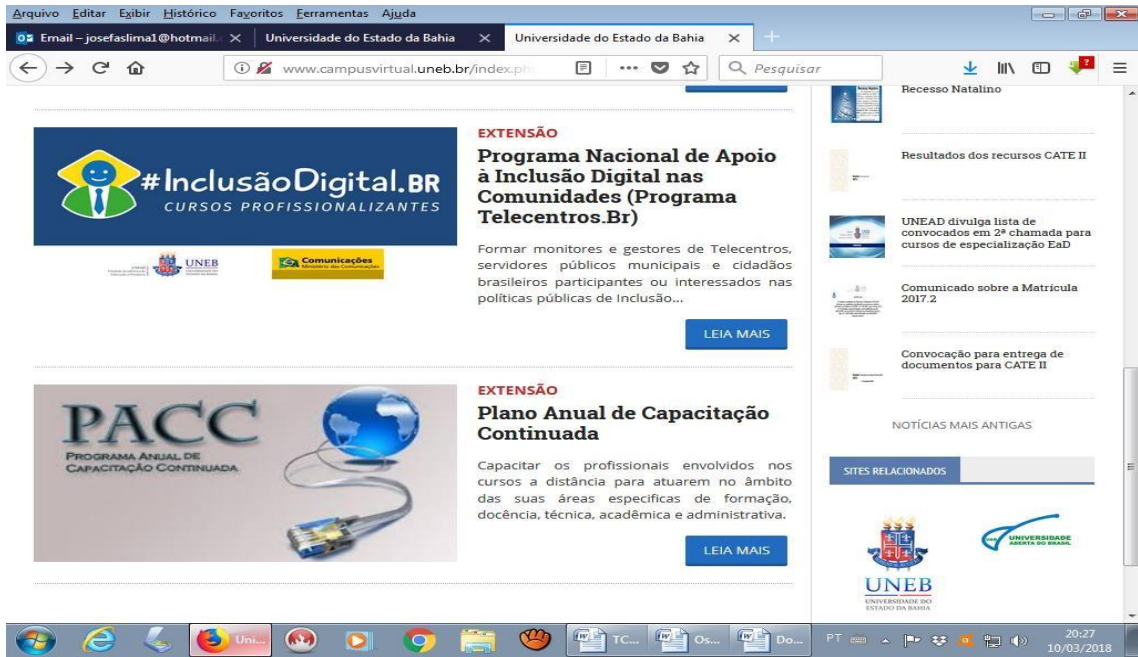 Arquivo Editar Exibir Histórico Favoritos Ferramentas Ajuda
Email – josefaslima1@hotmail.
Universidade do Estado da Bahia
Universidade do Estado da Bahia
www.campusvirtual.uneb.br/index.ph
Pesquisar
#InclusãoDigital.BR
CURSOS PROFISSIONALIZANTES
UNEB
Comunicações
Ministério das Comunicações
EXTENSÃO
Programa Nacional de Apoio
à Inclusão Digital nas
Comunidades (Programa
Telecentros.Br)
Formar monitores e gestores de Telecentros,
servidores públicos municipais e cidadãos
brasileiros participantes ou interessados nas
políticas públicas de Inclusão...
LEIA MAIS
PACC
PROGRAMA ANUAL DE
CAPACITAÇÃO CONTINUADA
EXTENSÃO
Plano Anual de Capacitação
Continuada
Capacitar os profissionais envolvidos nos
cursos a distância para atuarem no âmbito
das suas áreas especificas de formação,
docência, técnica, acadêmica e administrativa.
LEIA MAIS
Recesso Natalino
Resultados dos recursos CATE II
UNEAD divulga lista de
convocados em 2ª chamada para
cursos de especialização EaD
Comunicado sobre a Matrícula
2017.2
Convocação para entrega de
documentos para CATE II
NOTÍCIAS MAIS ANTIGAS
SITES RELACIONADOS
UNEB
UNIVERSIDADE DO
ESTADO DA BAHIA
UNIVERSIDADE
ABERTA DO BRASIL
Uni...
TC...
Os...
Do...
PT
20:27
10/03/2018